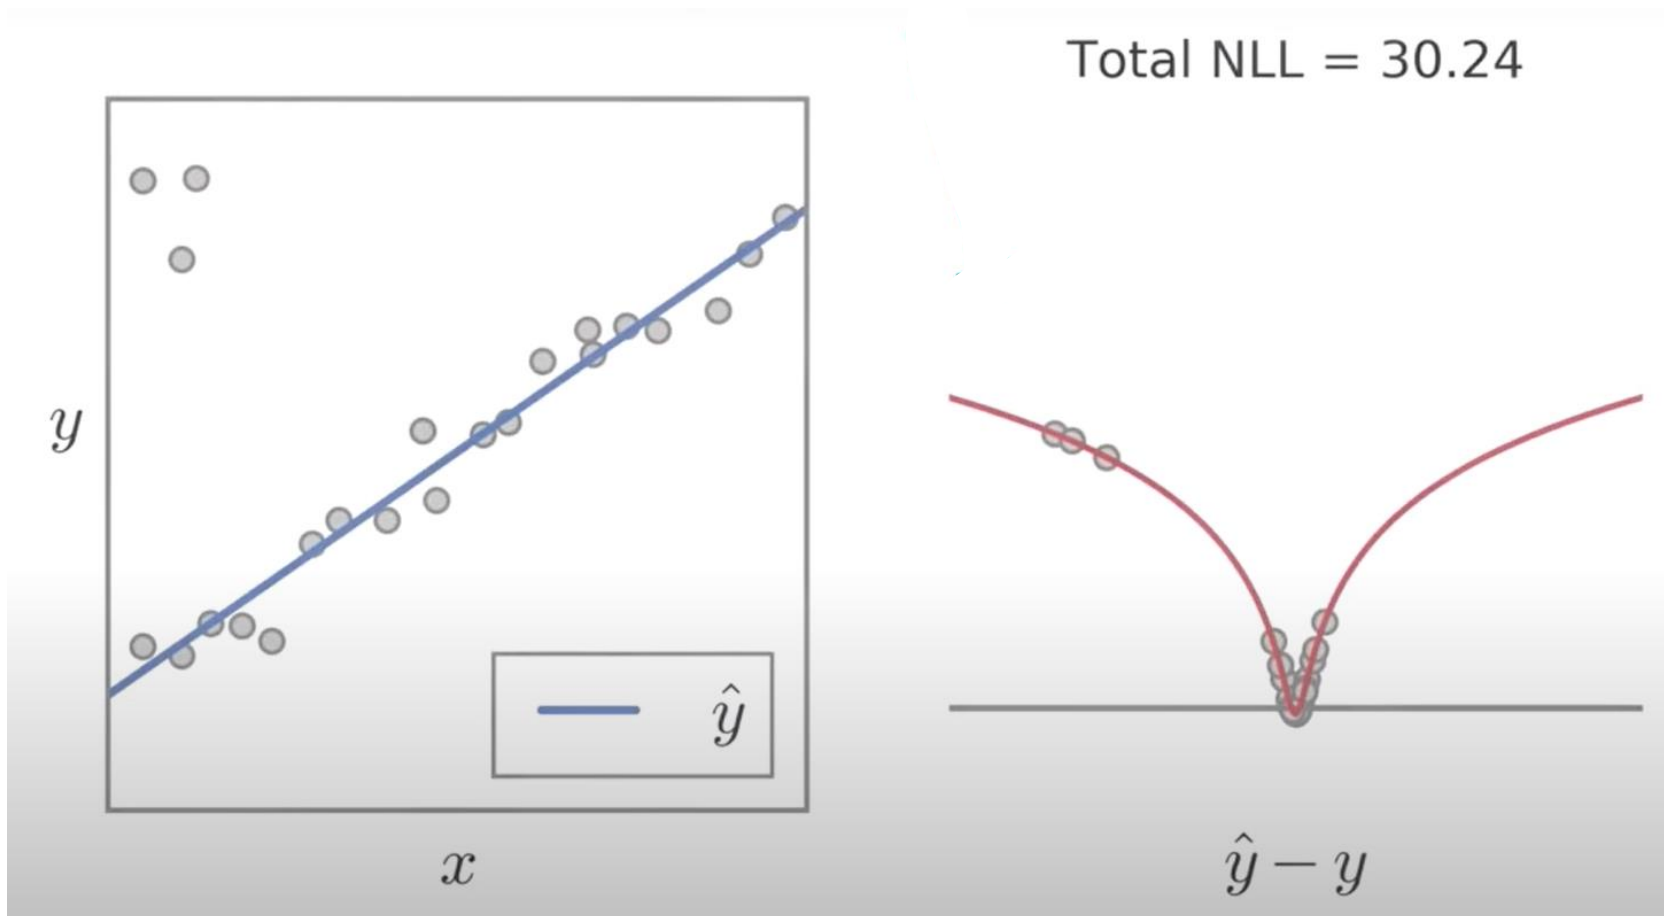 Total NLL = 30.24
y
ŷ
x
ŷ − y